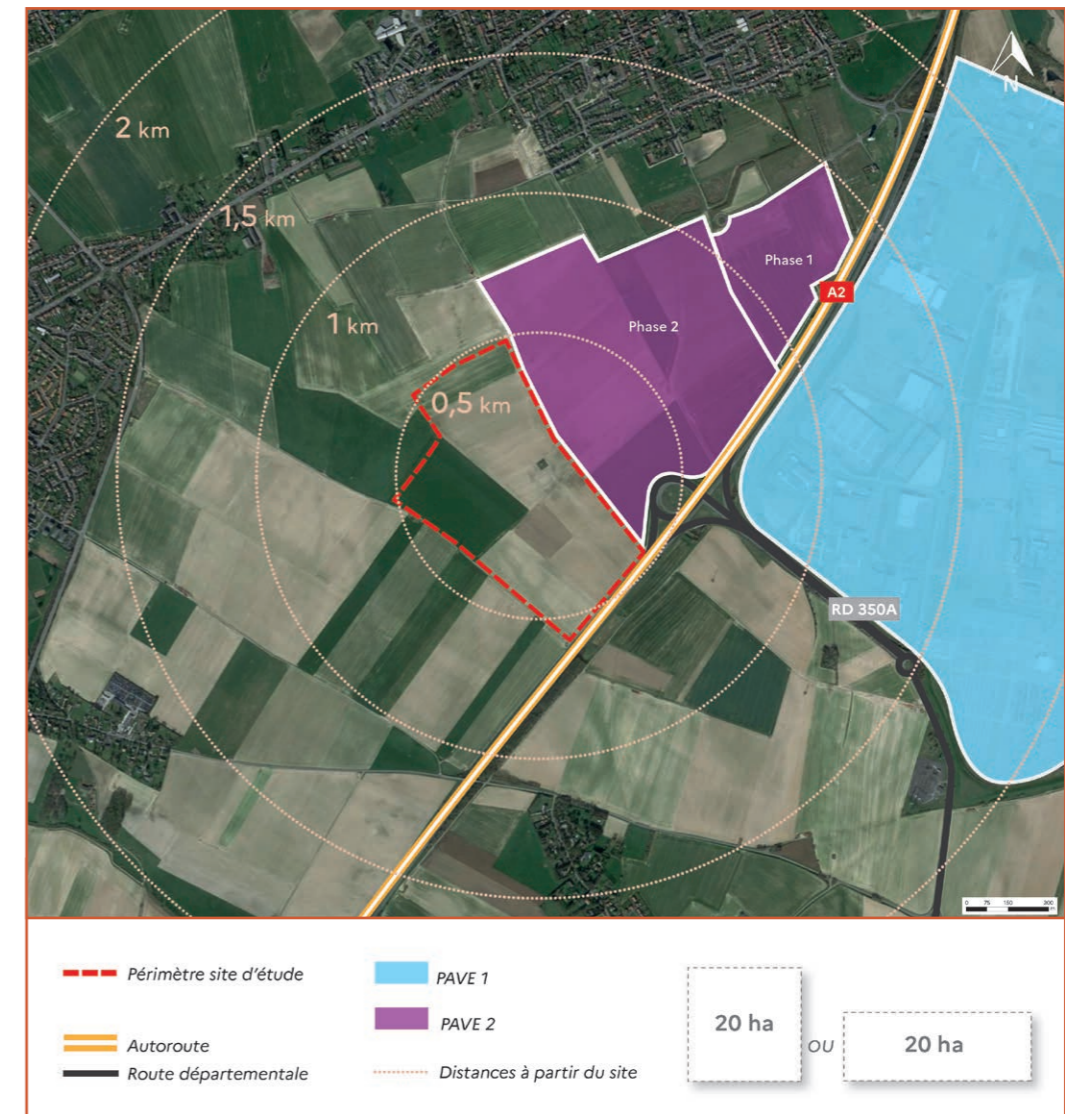 N
2 km
1,5 km
1 km
0,5 km
Phase 1
Phase 2
A2
RD 350A
0 75 150 300
Périmètre site d'étude
Autoroute
Route départementale
PAVE 1
PAVE 2
Distances à partir du site
20 ha
OU
20 ha